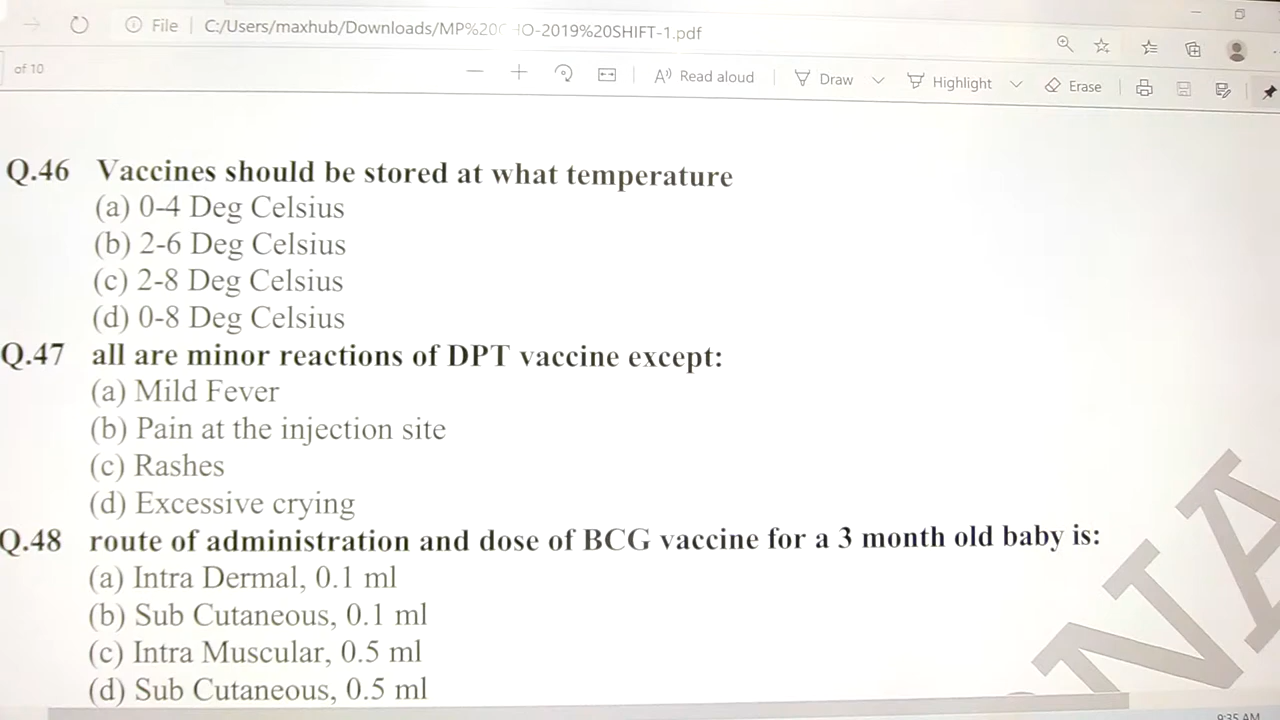 File | C:/Users/maxhub/Downloads/MP%20 HO-2019%20SHIFT-1.pdf
of 10 Read aloud Draw Highlight Erase
Q.46 Vaccines should be stored at what temperature
(a) 0-4 Deg Celsius
(b) 2-6 Deg Celsius
(c) 2-8 Deg Celsius
(d) 0-8 Deg Celsius
Q.47 all are minor reactions of DPT vaccine except:
(a) Mild Fever
(b) Pain at the injection site
(c) Rashes
(d) Excessive crying
Q.48 route of administration and dose of BCG vaccine for a 3 month old baby is:
(a) Intra Dermal, 0.1 ml
(b) Sub Cutaneous, 0.1 ml
(c) Intra Muscular, 0.5 ml
(d) Sub Cutaneous, 0.5 ml
NA
9:35 AM